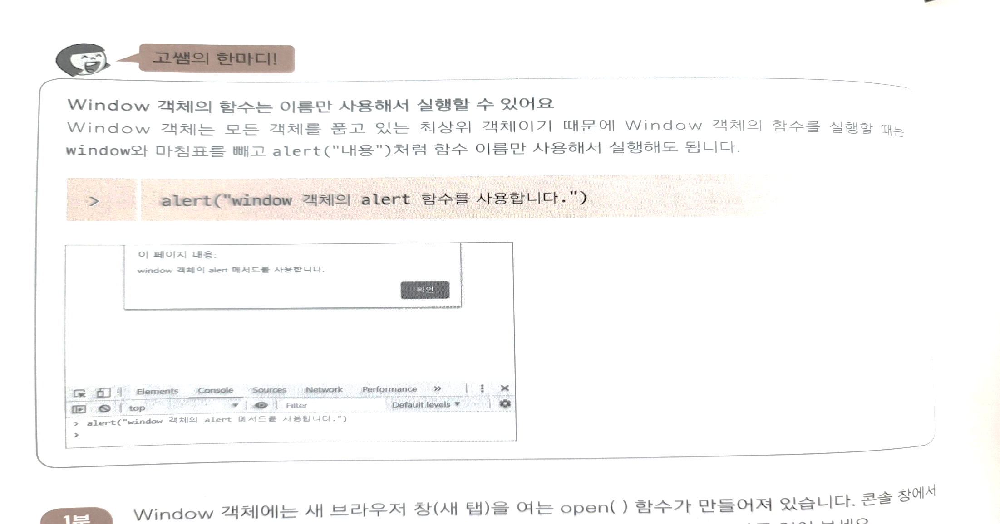 고쌤의 한마디!
Window 객체의 함수는 이름만 사용해서 실행할 수 있어요
Window 객체는 모든 객체를 품고 있는 최상위 객체이기 때문에 Window 객체의 함수를 실행할 때는
window와 마침표를 빼고 alert("내용")처럼 함수 이름만 사용해서 실행해도 됩니다.
> alert("window 객체의 alert 함수를 사용합니다.")
이 페이지 내용:
window 객체의 alert 메서드를 사용합니다.
확인
Elements Console Sources Network Performance »
top Filter Default levels ▼
> alert("window 객체의 alert 메서드를 사용합니다.")
>
1분 Window 객체에는 새 브라우저 창(새 탭)을 여는 open( ) 함수가 만들어져 있습니다. 콘솔 창에서